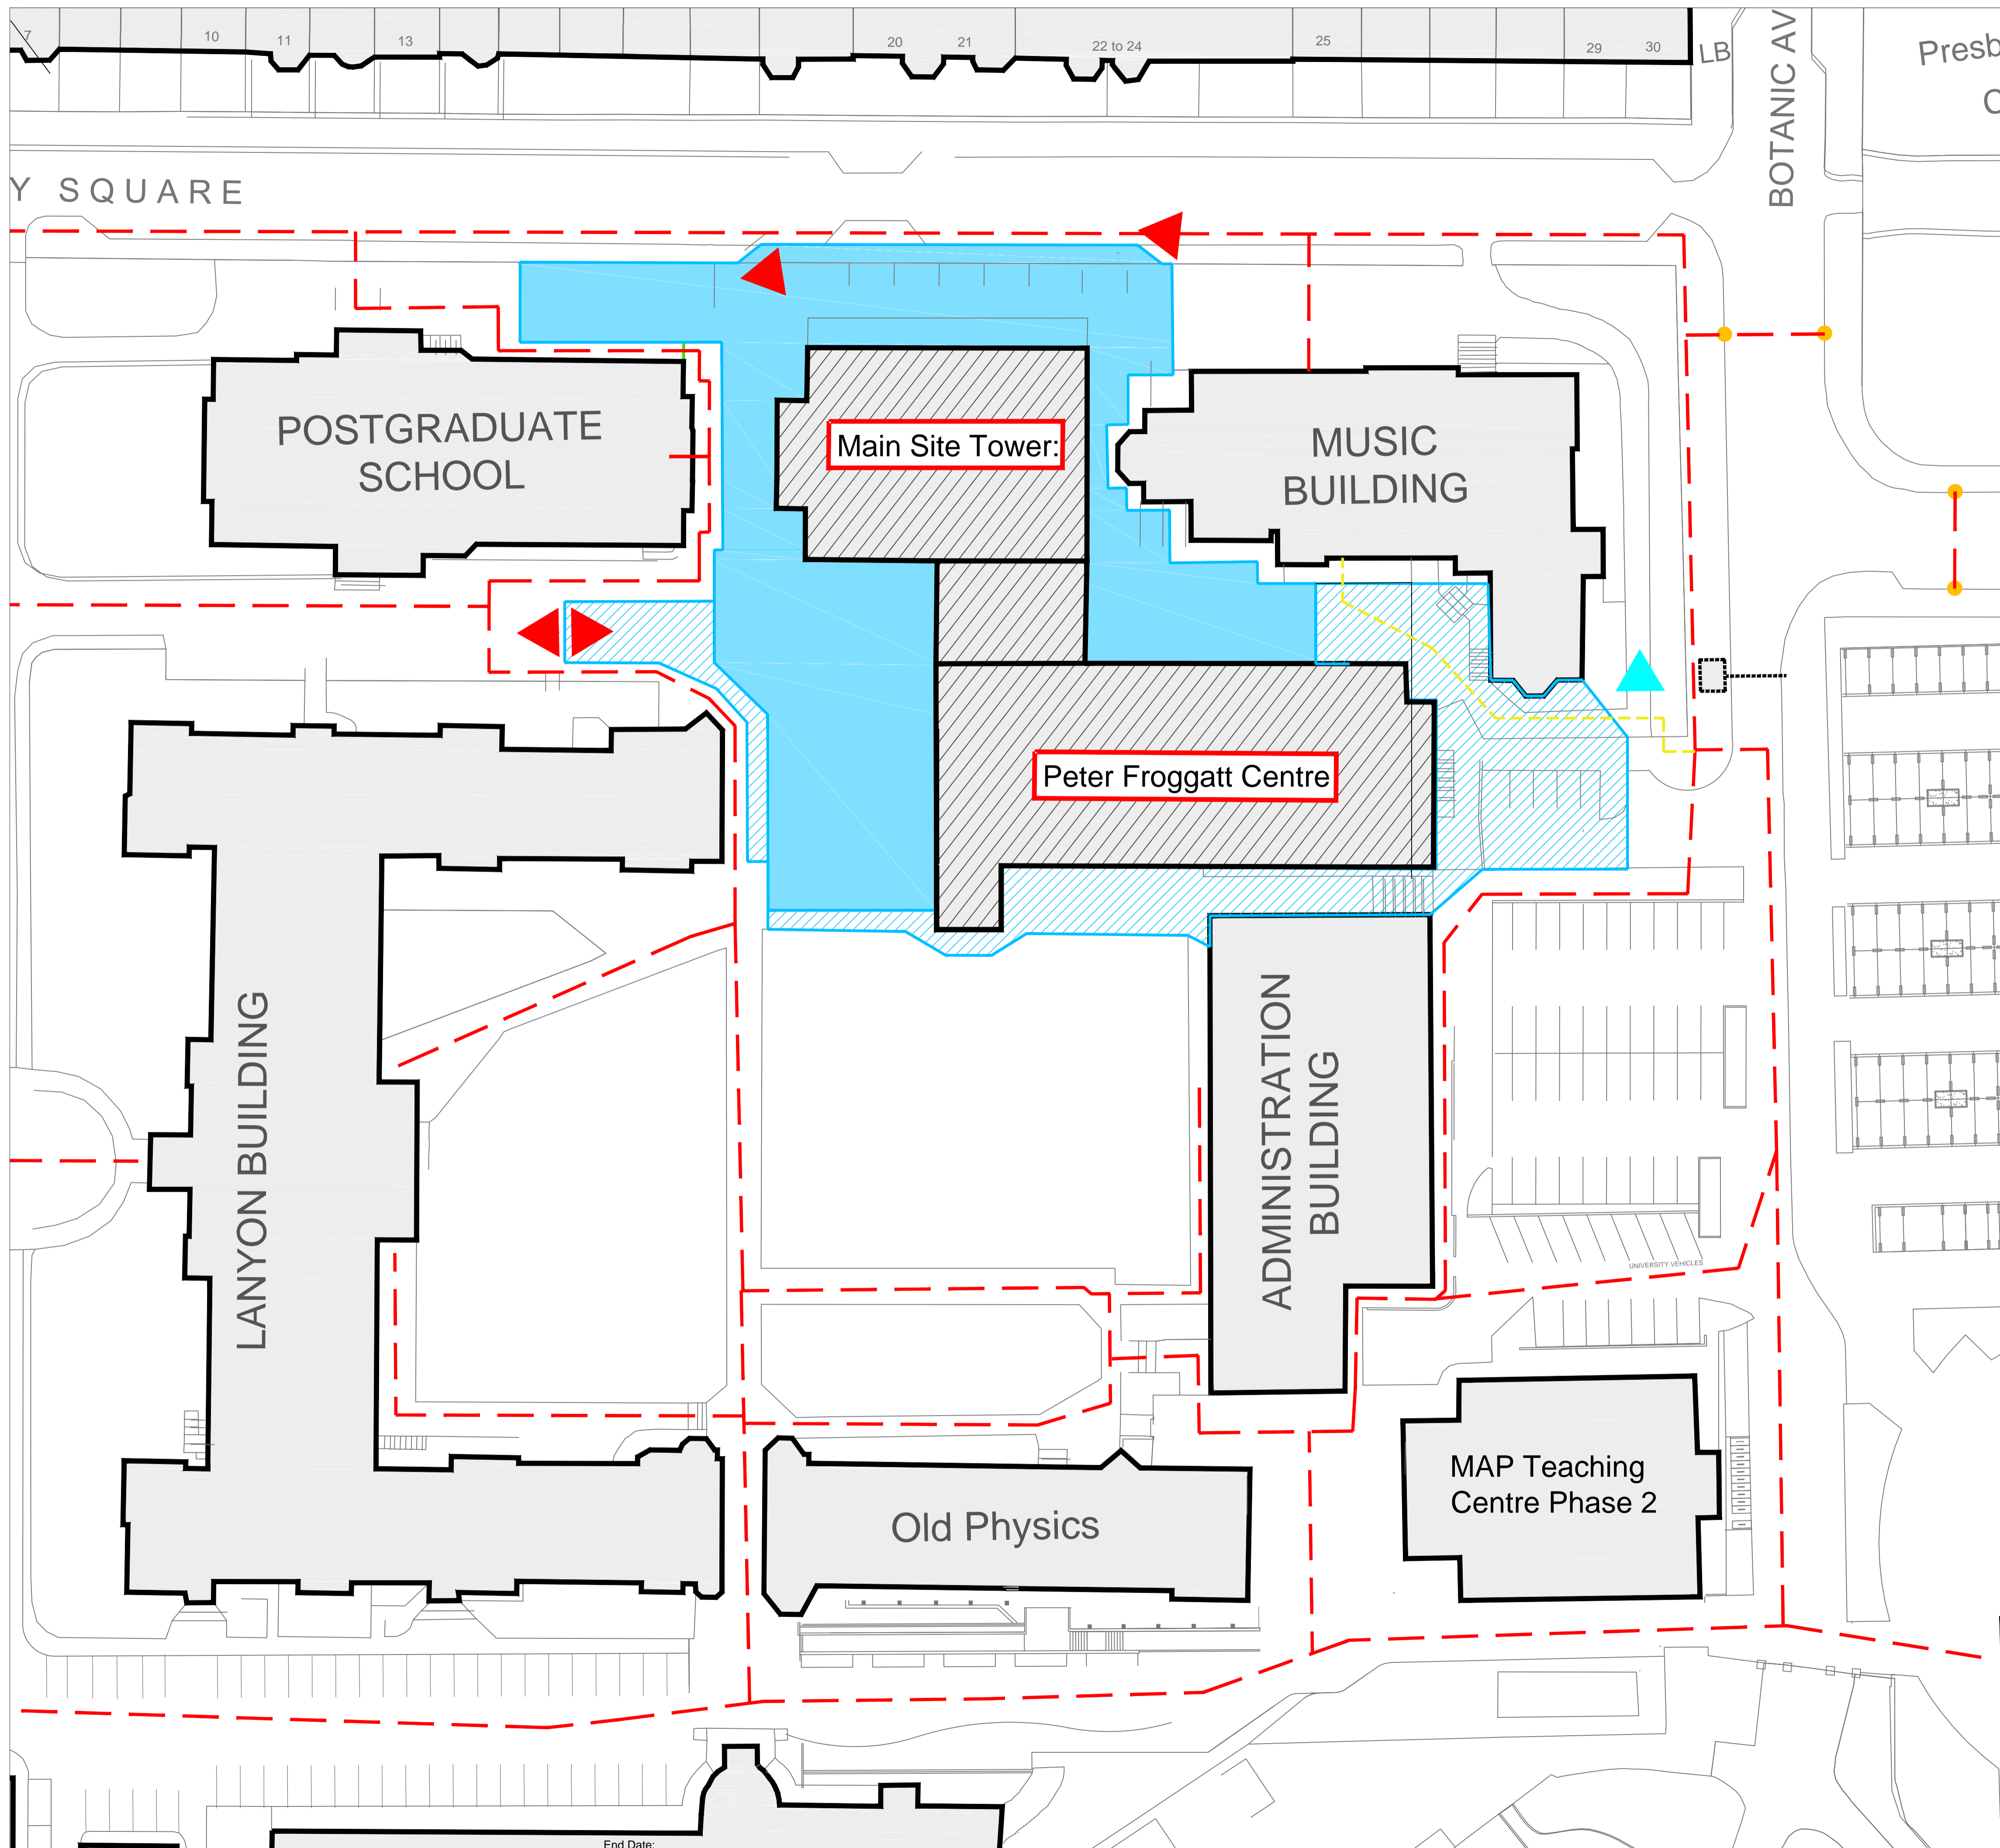 7
10
11
13
20
21
22 to 24
25
29
30
LB
BOTANIC AV
Presb
C
Y SQUARE
POSTGRADUATE
SCHOOL
Main Site Tower:
MUSIC
BUILDING
Peter Froggatt Centre
LANYON BUILDING
ADMINISTRATION
BUILDING
UNIVERSITY VEHICLES
MAP Teaching
Centre Phase 2
Old Physics
End Date: